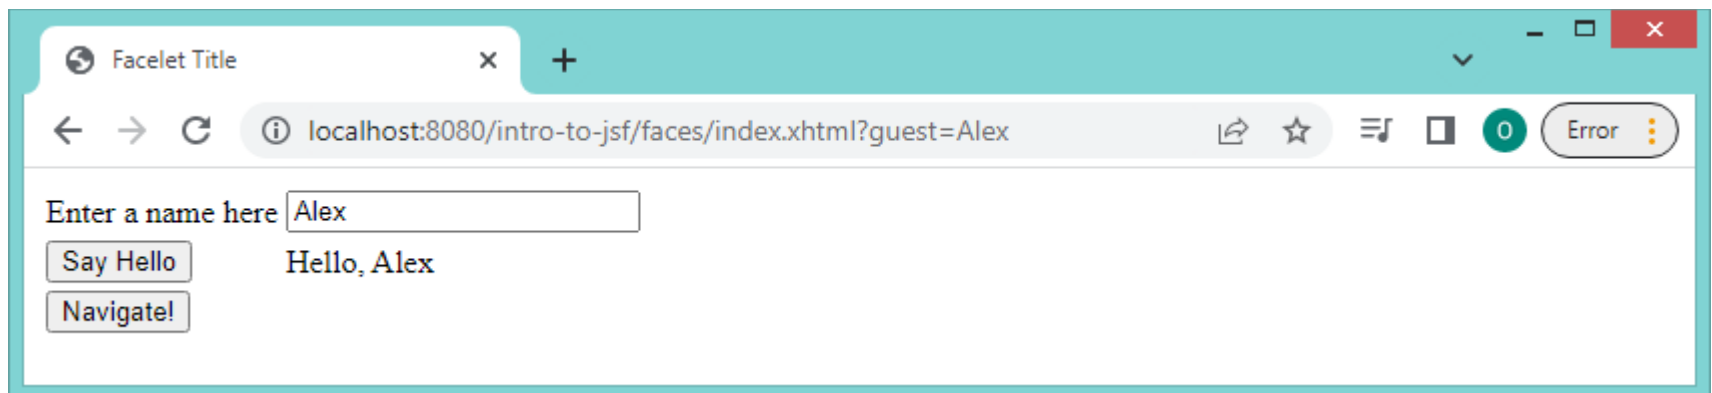 Facelet Title
localhost:8080/intro-to-jsf/faces/index.xhtml?guest=Alex
O
Error
Enter a name here Alex
Say Hello Hello, Alex
Navigate!